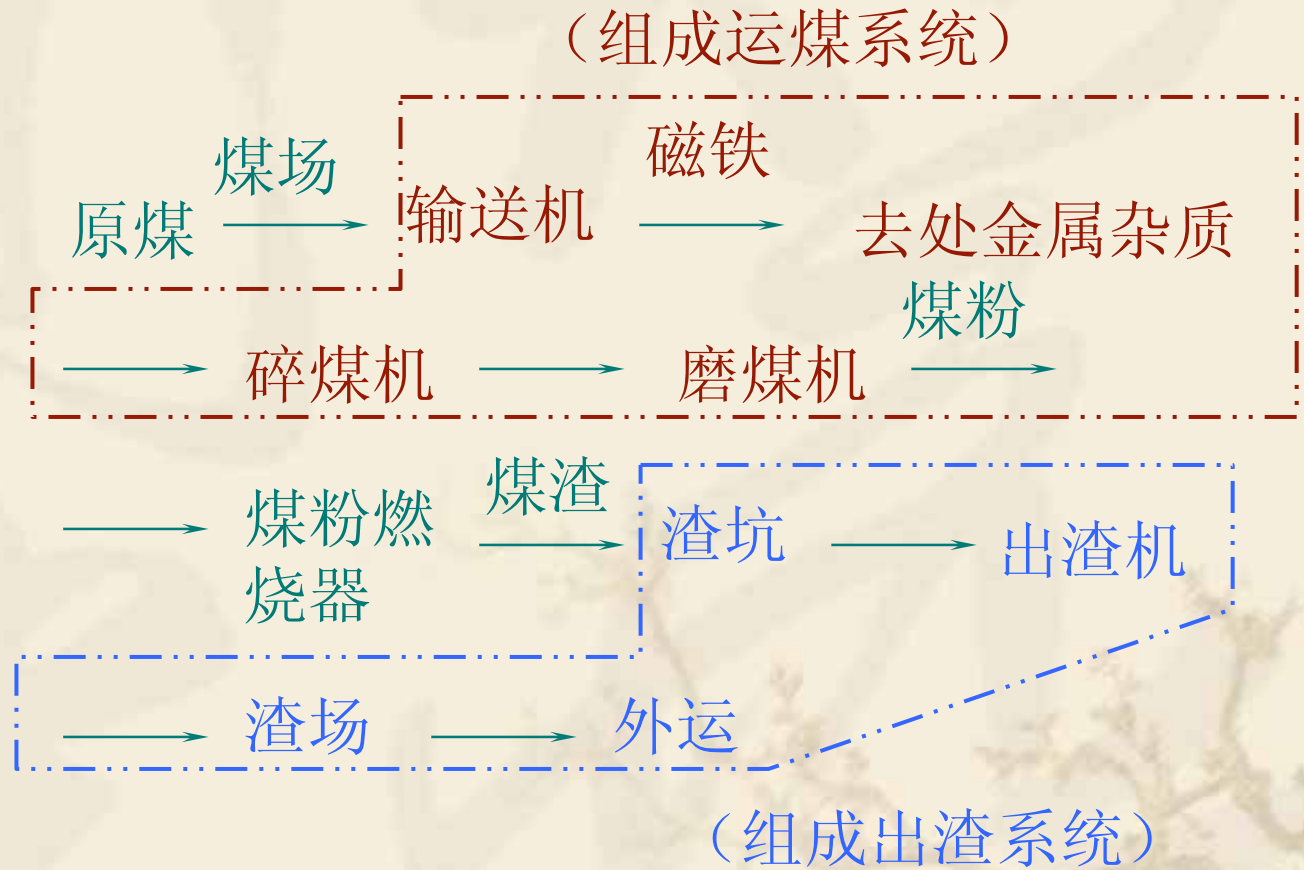 （组成运煤系统）
磁铁
煤场
原煤
输送机
去处金属杂质
煤粉
碎煤机
磨煤机
煤渣
煤粉燃
烧器
渣坑
出渣机
渣场
外运
（组成出渣系统）